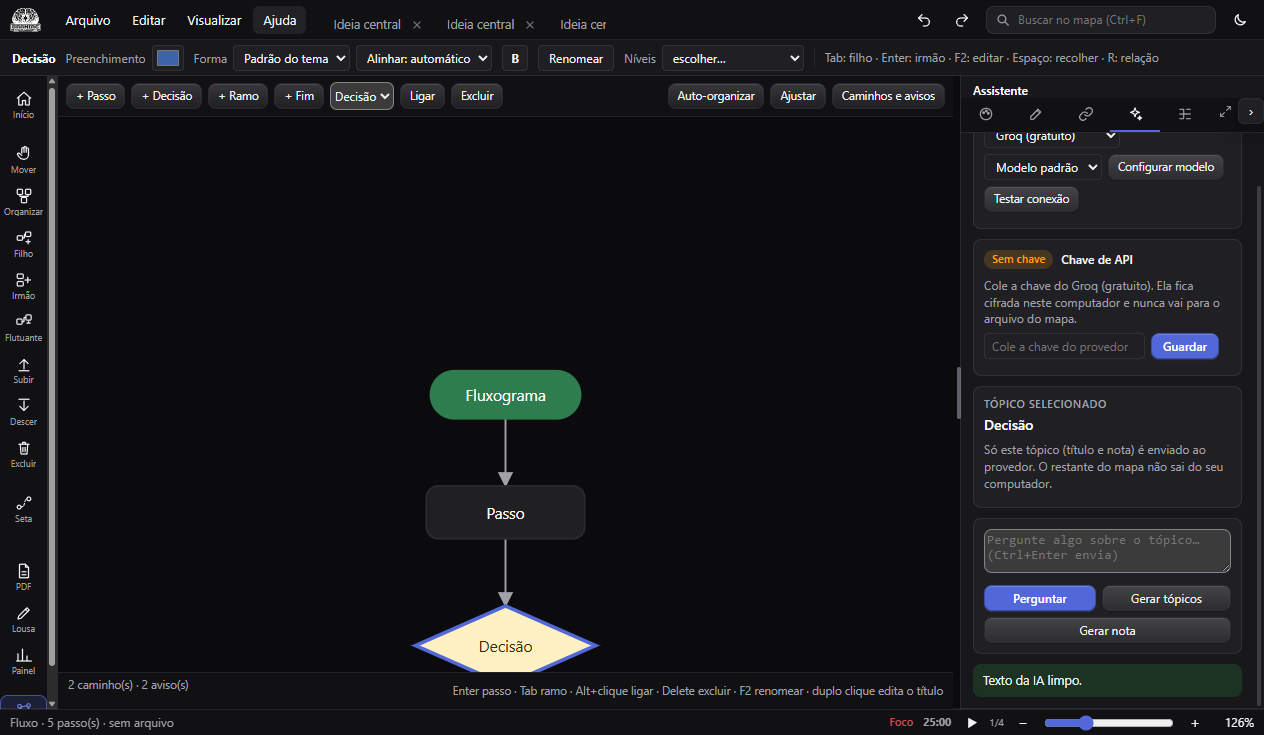 Arquivo Editar Visualizar Ajuda Ideia central × Ideia central × Ideia cer Buscar no mapa (Ctrl+F)
Decisão Preenchimento Forma Padrão do tema Alinhar: automático B Renomear Níveis escolher... Tab: filho · Enter: irmão · F2: editar · Espaço: recolher · R: relação
Início
Mover
Organizar
Filho
Irmão
Flutuante
Subir
Descer
Excluir
Seta
PDF
Lousa
Painel
+ Passo + Decisão + Ramo + Fim Decisão Ligar Excluir Auto-organizar Ajustar Caminhos e avisos
Fluxograma
Passo
Decisão
2 caminho(s) · 2 aviso(s) Enter passo · Tab ramo · Alt+clique ligar · Delete excluir · F2 renomear · duplo clique edita o título
Assistente
Groq (gratuito)
Modelo padrão Configurar modelo
Testar conexão
Sem chave Chave de API
Cole a chave do Groq (gratuito). Ela fica
cifrada neste computador e nunca vai para o
arquivo do mapa.
Cole a chave do provedor Guardar
TÓPICO SELECIONADO
Decisão
Só este tópico (título e nota) é enviado ao
provedor. O restante do mapa não sai do seu
computador.
Pergunte algo sobre o tópico…
(Ctrl+Enter envia)
Perguntar Gerar tópicos
Gerar nota
Texto da IA limpo.
Fluxo · 5 passo(s) · sem arquivo Foco 25:00 1/4 − + 126%